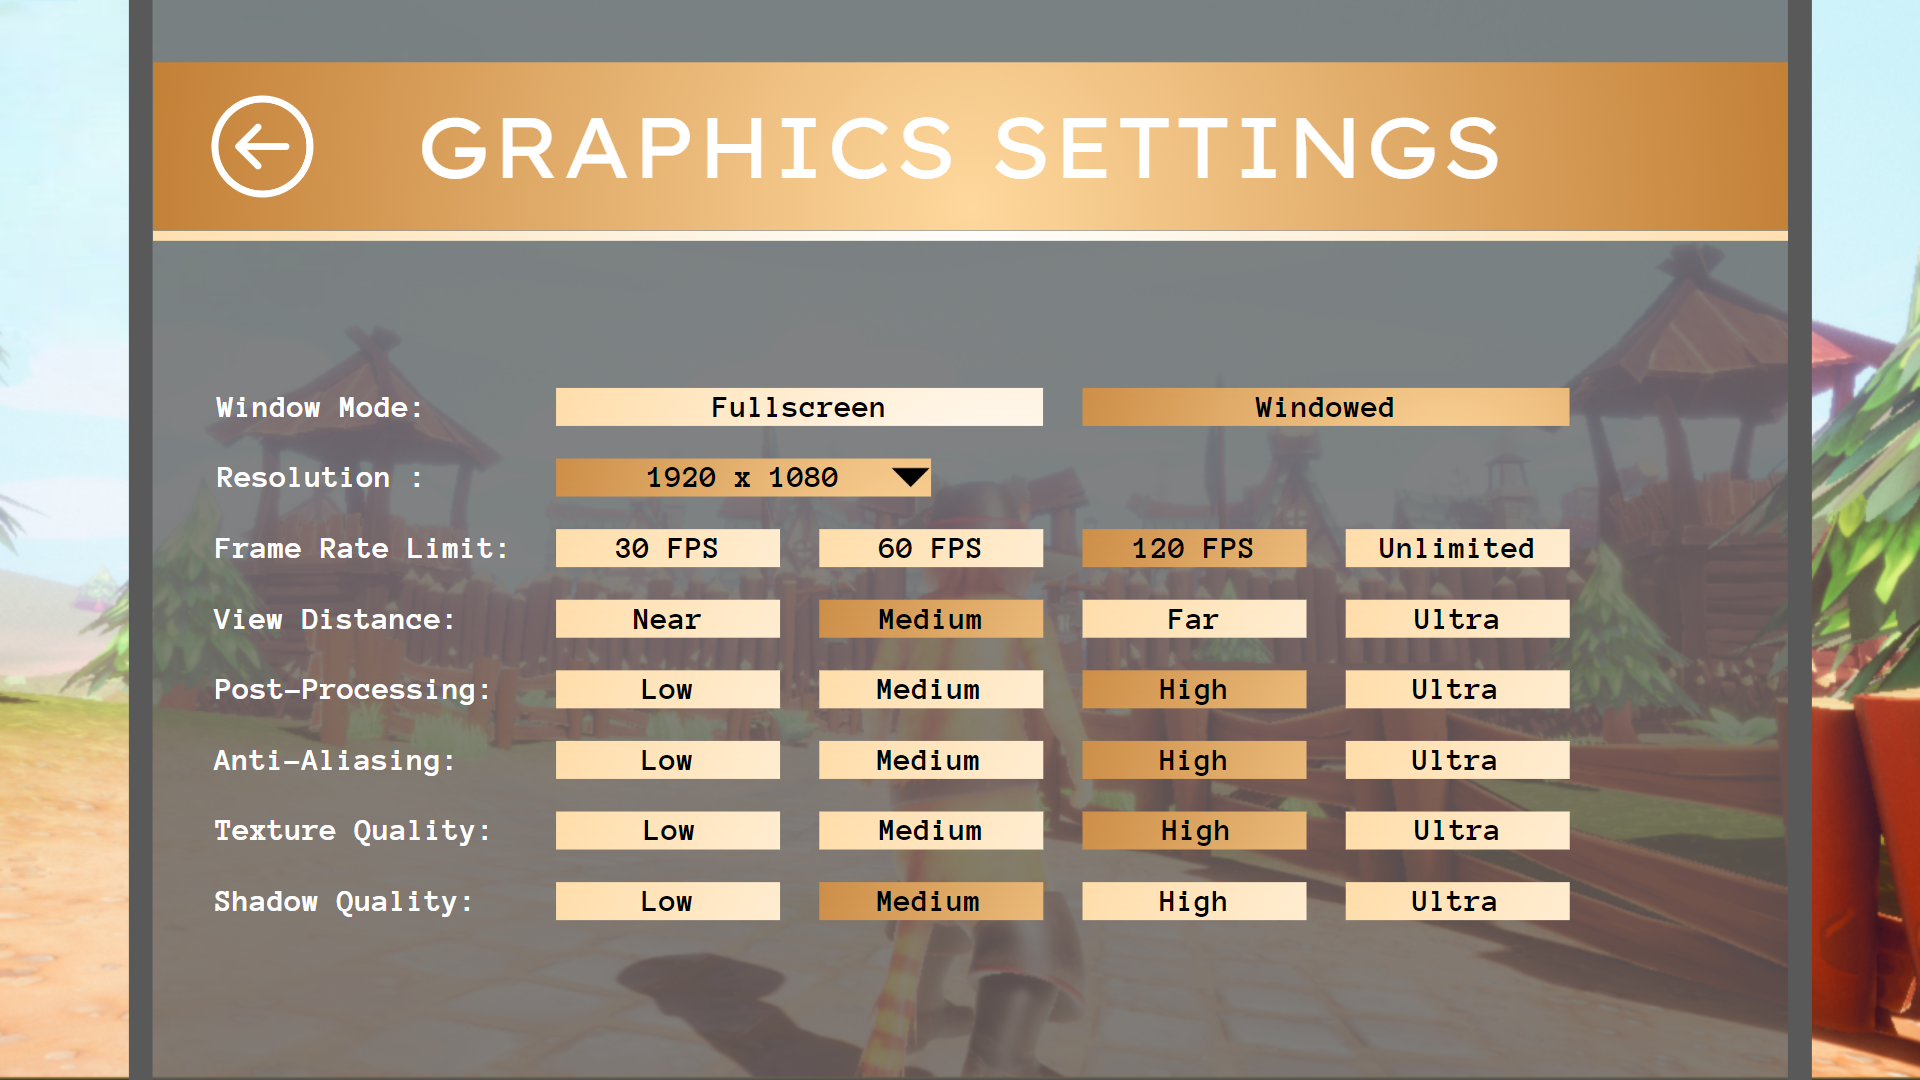 GRAPHICS SETTINGS
Window Mode: Fullscreen Windowed
Resolution : 1920 x 1080
Frame Rate Limit: 30 FPS 60 FPS 120 FPS Unlimited
View Distance: Near Medium Far Ultra
Post-Processing: Low Medium High Ultra
Anti-Aliasing: Low Medium High Ultra
Texture Quality: Low Medium High Ultra
Shadow Quality: Low Medium High Ultra